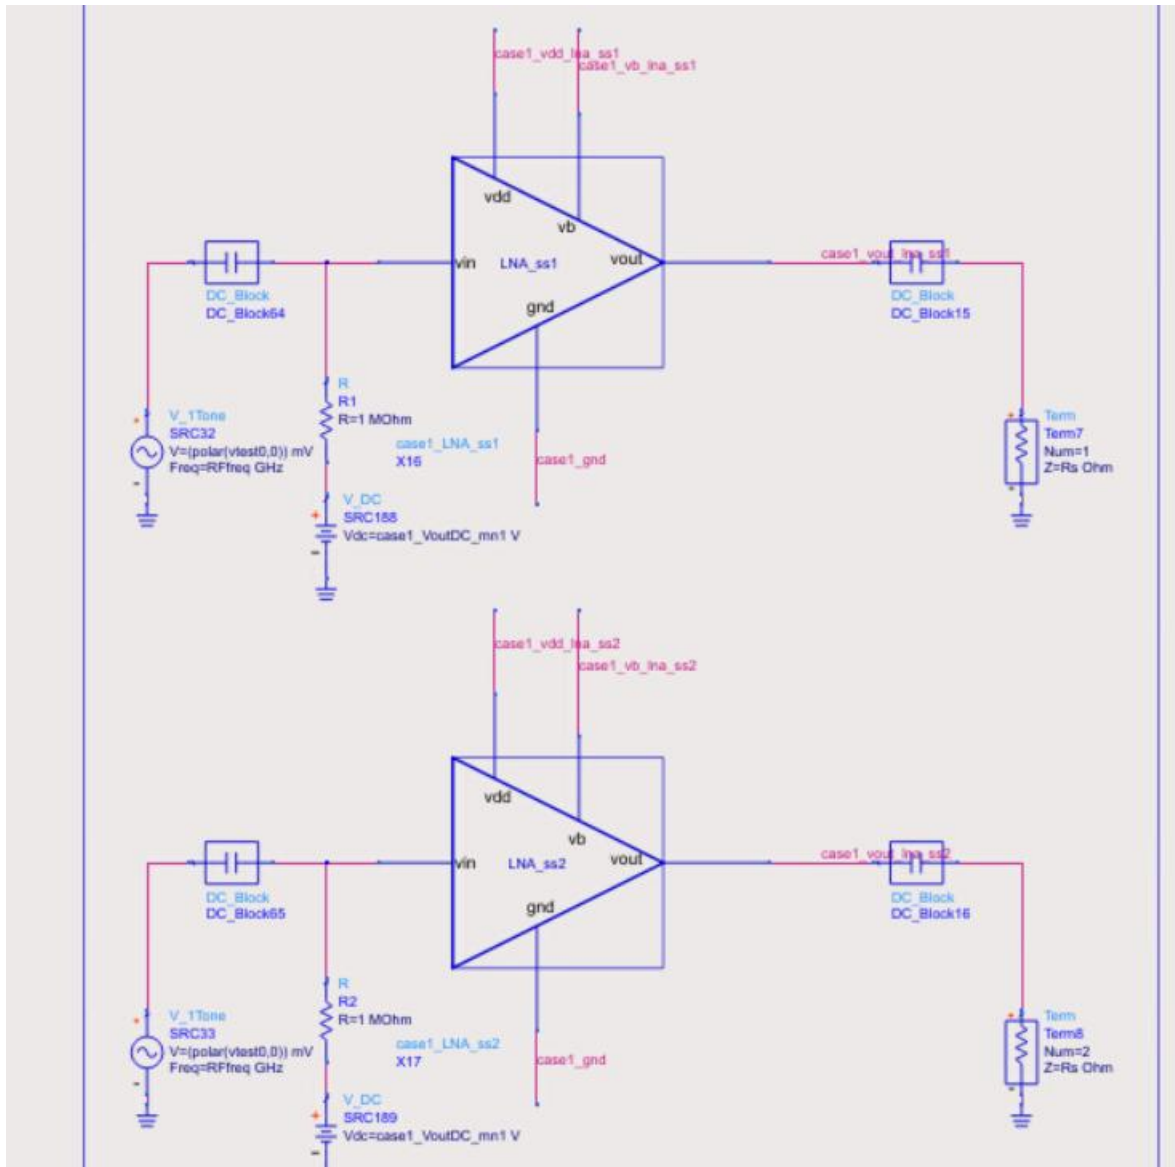 case1_vdd_lna_ss1
case1_vb_lna_ss1
vdd
vb
vin
LNA_ss1
vout
gnd
case1_vout_lna_ss1
DC_Block
DC_Block64
DC_Block
DC_Block15
R
R1
R=1 MOhm
V_1Tone
SRC32
V=(polar(vtest0,0)) mV
Freq=RFfreq GHz
case1_LNA_ss1
X16
case1_gnd
Term
Term7
Num=1
Z=Rs Ohm
V_DC
SRC188
Vdc=case1_VoutDC_mn1 V
case1_vdd_lna_ss2
case1_vb_lna_ss2
vdd
vb
vin
LNA_ss2
vout
gnd
case1_vout_lna_ss2
DC_Block
DC_Block65
DC_Block
DC_Block16
R
R2
R=1 MOhm
V_1Tone
SRC33
V=(polar(vtest0,0)) mV
Freq=RFfreq GHz
case1_LNA_ss2
X17
case1_gnd
Term
Term8
Num=2
Z=Rs Ohm
V_DC
SRC189
Vdc=case1_VoutDC_mn1 V